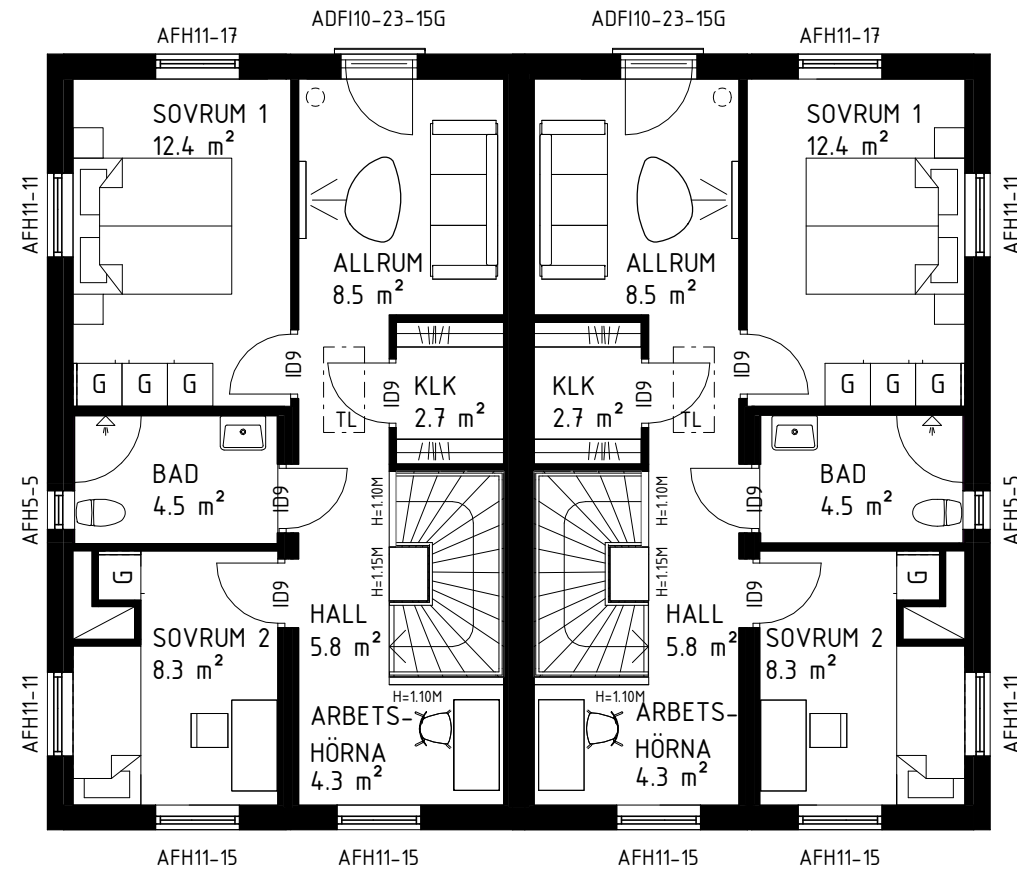 AFH11-17
ADFI10-23-15G
ADFI10-23-15G
AFH11-17
SOVRUM 1
12.4 m²
SOVRUM 1
12.4 m²
AFH11-11
AFH11-11
ALLRUM
8.5 m²
ALLRUM
8.5 m²
G G G
ID9
TL
ID9
KLK
2.7 m²
KLK
2.7 m²
ID9
TL
ID9
G G G
BAD
4.5 m²
BAD
4.5 m²
AFH5-5
AFH5-5
ID9
H=1.10M
H=1.10M
ID9
G
ID9
H=1.15M
H=1.15M
ID9
G
HALL
5.8 m²
HALL
5.8 m²
SOVRUM 2
8.3 m²
SOVRUM 2
8.3 m²
AFH11-11
AFH11-11
H=1.10M
H=1.10M
ARBETS-
HÖRNA
4.3 m²
ARBETS-
HÖRNA
4.3 m²
AFH11-15
AFH11-15
AFH11-15
AFH11-15